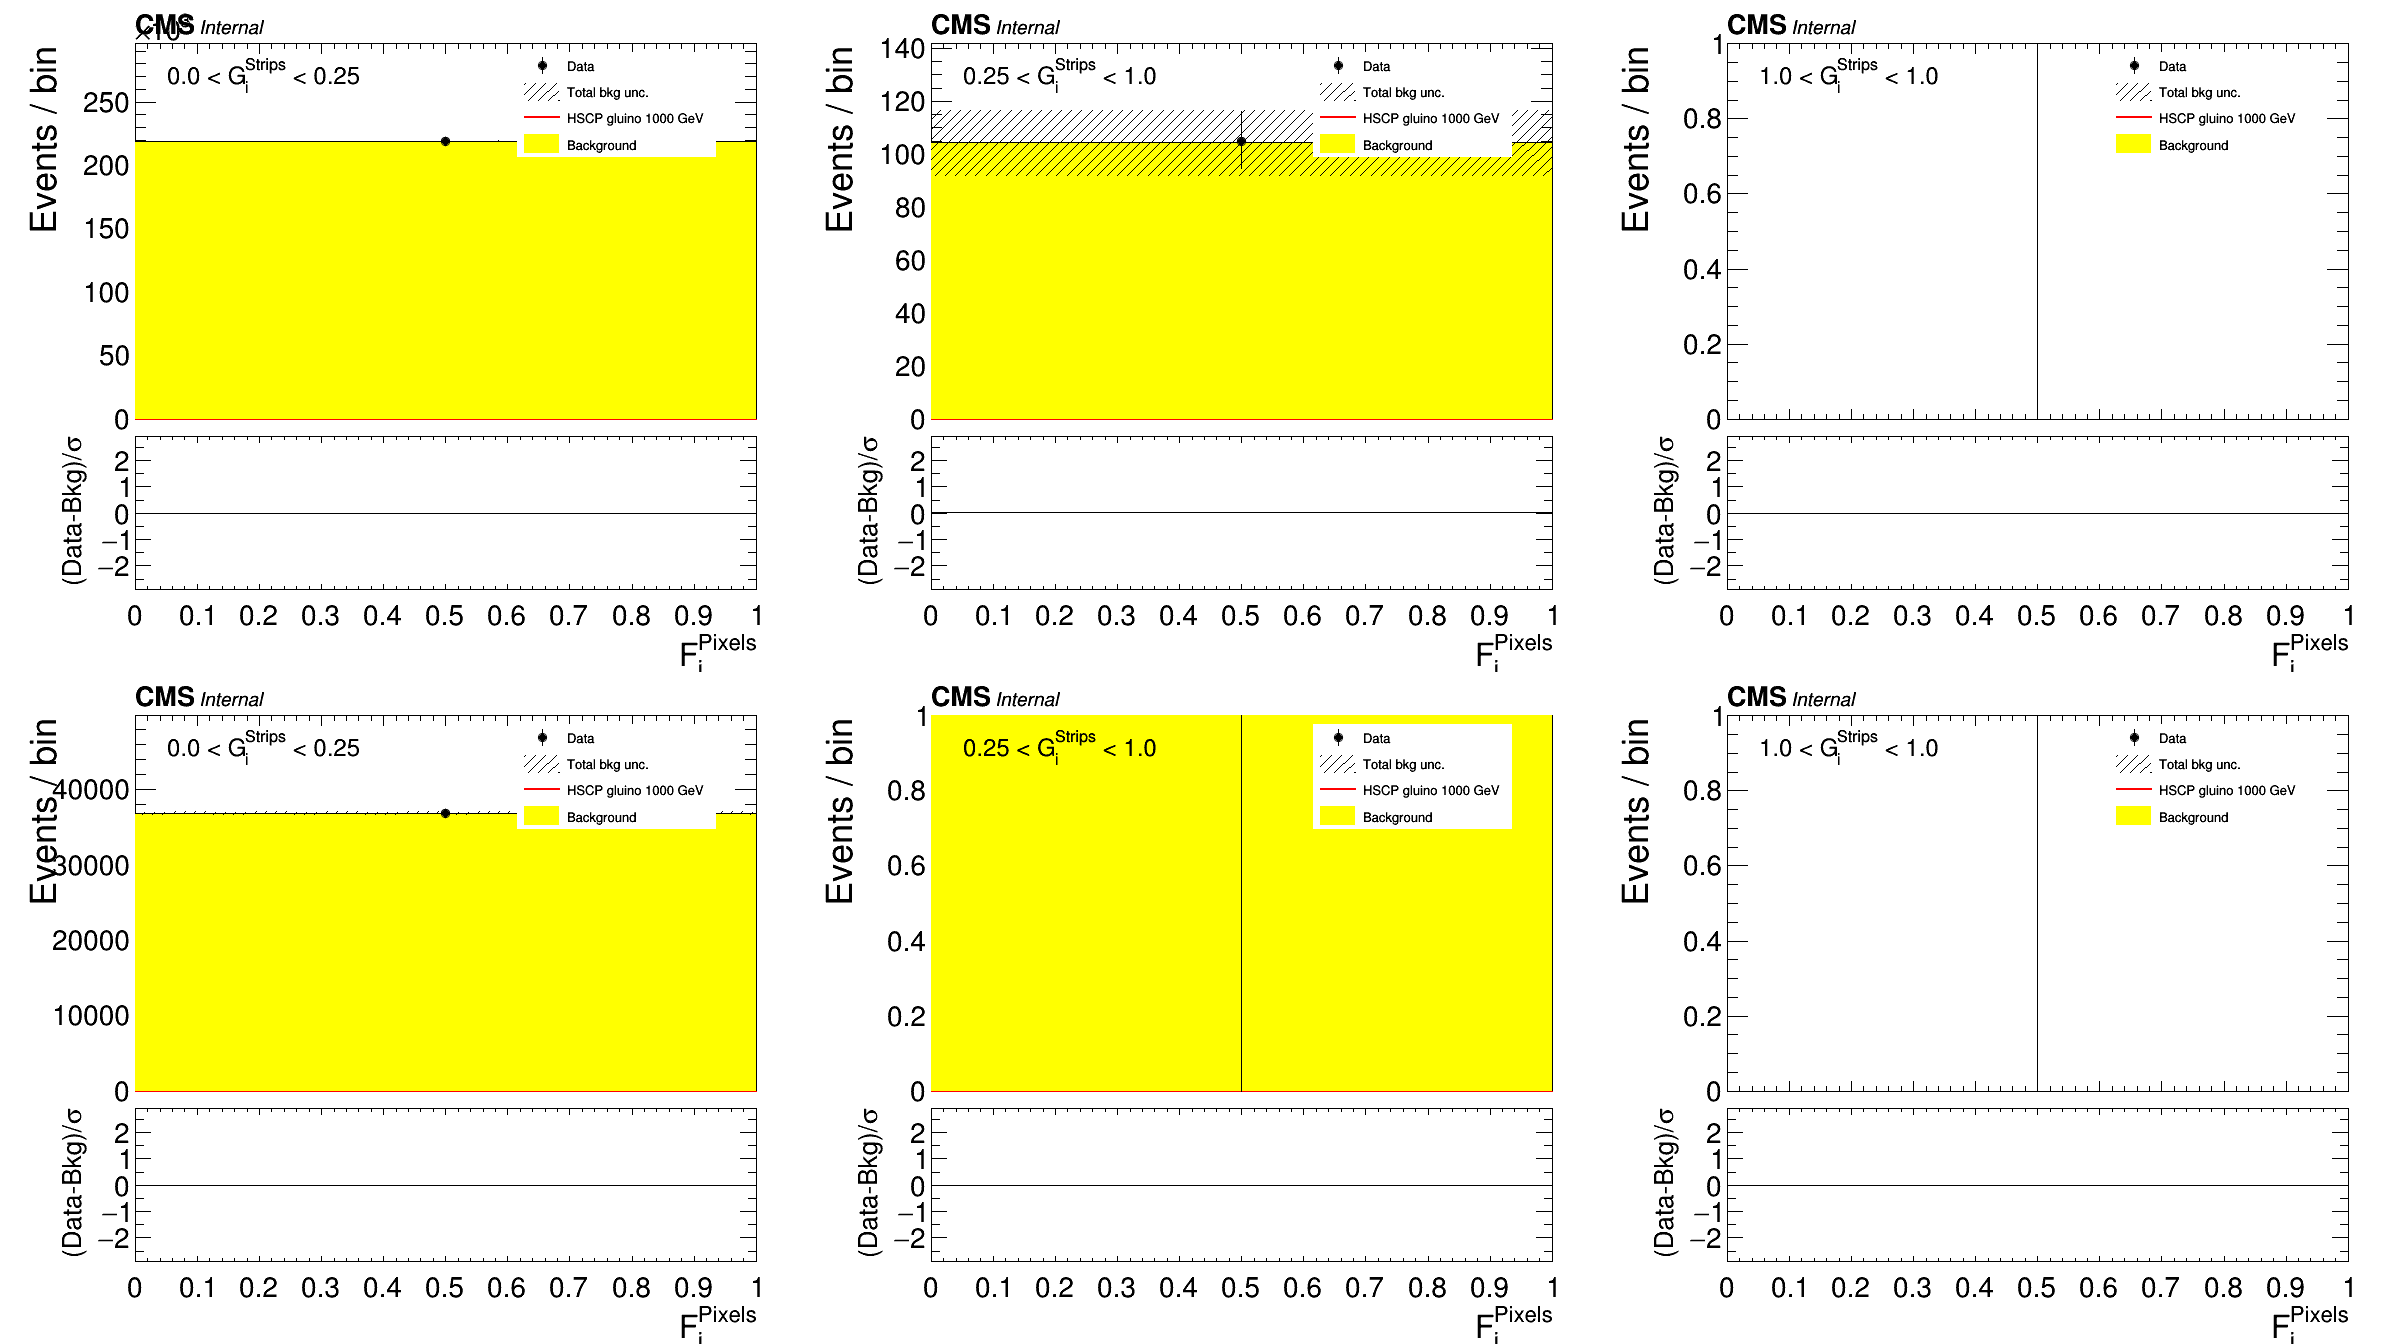 CMS Internal
×10³
Events / bin
0.0 < G_i^Strips < 0.25
Data
Total bkg unc.
HSCP gluino 1000 GeV
Background
250
200
150
100
50
0
(Data-Bkg)/σ
2
1
0
−1
−2
0 0.1 0.2 0.3 0.4 0.5 0.6 0.7 0.8 0.9 1
F_i^Pixels
CMS Internal
Events / bin
0.25 < G_i^Strips < 1.0
Data
Total bkg unc.
HSCP gluino 1000 GeV
Background
140
120
100
80
60
40
20
0
(Data-Bkg)/σ
2
1
0
−1
−2
0 0.1 0.2 0.3 0.4 0.5 0.6 0.7 0.8 0.9 1
F_i^Pixels
CMS Internal
Events / bin
1.0 < G_i^Strips < 1.0
Data
Total bkg unc.
HSCP gluino 1000 GeV
Background
1
0.8
0.6
0.4
0.2
0
(Data-Bkg)/σ
2
1
0
−1
−2
0 0.1 0.2 0.3 0.4 0.5 0.6 0.7 0.8 0.9 1
F_i^Pixels
CMS Internal
Events / bin
0.0 < G_i^Strips < 0.25
Data
Total bkg unc.
HSCP gluino 1000 GeV
Background
40000
30000
20000
10000
0
(Data-Bkg)/σ
2
1
0
−1
−2
0 0.1 0.2 0.3 0.4 0.5 0.6 0.7 0.8 0.9 1
F_i^Pixels
CMS Internal
Events / bin
0.25 < G_i^Strips < 1.0
Data
Total bkg unc.
HSCP gluino 1000 GeV
Background
1
0.8
0.6
0.4
0.2
0
(Data-Bkg)/σ
2
1
0
−1
−2
0 0.1 0.2 0.3 0.4 0.5 0.6 0.7 0.8 0.9 1
F_i^Pixels
CMS Internal
Events / bin
1.0 < G_i^Strips < 1.0
Data
Total bkg unc.
HSCP gluino 1000 GeV
Background
1
0.8
0.6
0.4
0.2
0
(Data-Bkg)/σ
2
1
0
−1
−2
0 0.1 0.2 0.3 0.4 0.5 0.6 0.7 0.8 0.9 1
F_i^Pixels